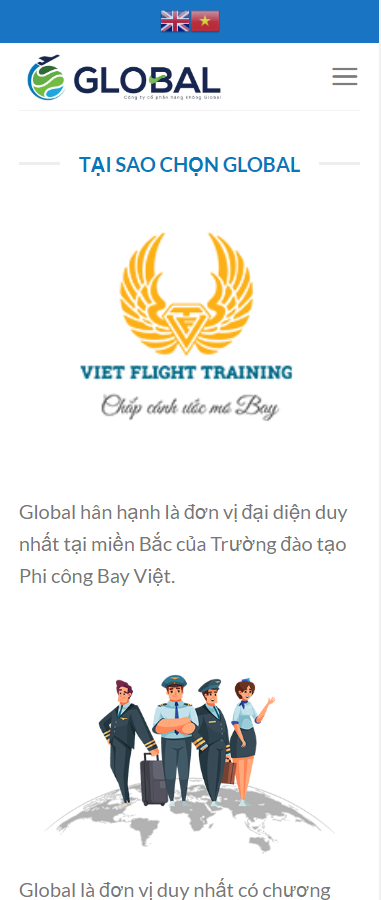 GLOBAL
Công ty cổ phần hàng không Global
TẠI SAO CHỌN GLOBAL
VIET FLIGHT TRAINING
Chắp cánh ước mơ Bay
Global hân hạnh là đơn vị đại diện duy
nhất tại miền Bắc của Trường đào tạo
Phi công Bay Việt.
Global là đơn vị duy nhất có chương